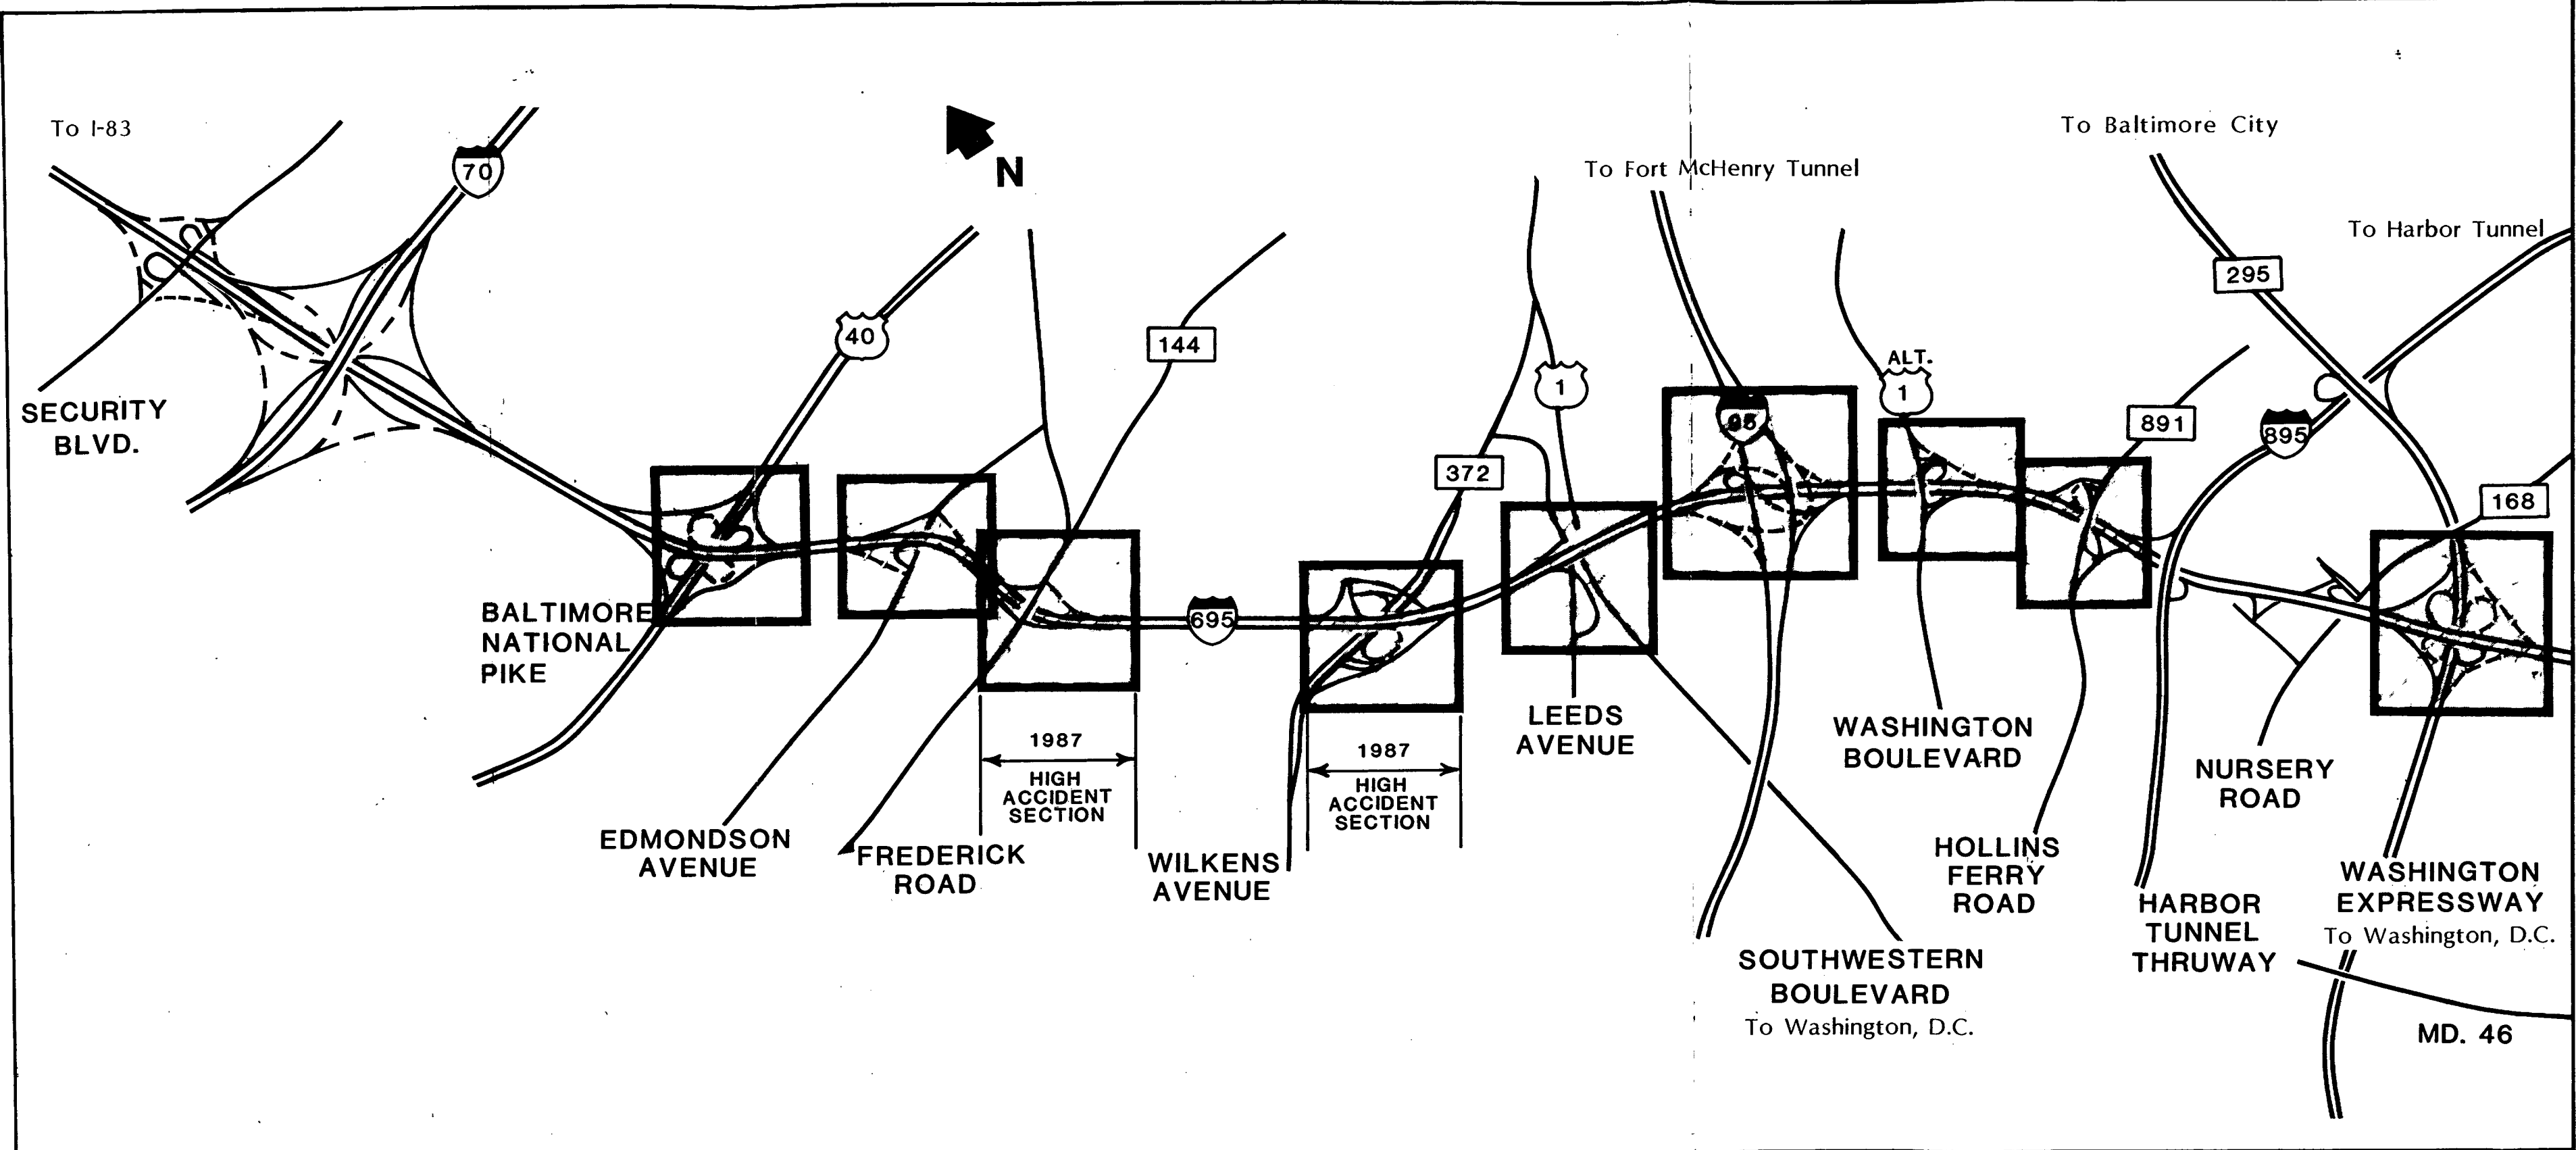 To I-83
70
N
To Fort McHenry Tunnel
To Baltimore City
To Harbor Tunnel
295
SECURITY
BLVD.
40
144
1
ALT.
1
95
891
895
372
168
BALTIMORE
NATIONAL
PIKE
695
LEEDS
AVENUE
WASHINGTON
BOULEVARD
1987
HIGH
ACCIDENT
SECTION
1987
HIGH
ACCIDENT
SECTION
NURSERY
ROAD
EDMONDSON
AVENUE
FREDERICK
ROAD
WILKENS
AVENUE
HOLLINS
FERRY
ROAD
HARBOR
TUNNEL
THRUWAY
WASHINGTON
EXPRESSWAY
To Washington, D.C.
SOUTHWESTERN
BOULEVARD
To Washington, D.C.
MD. 46